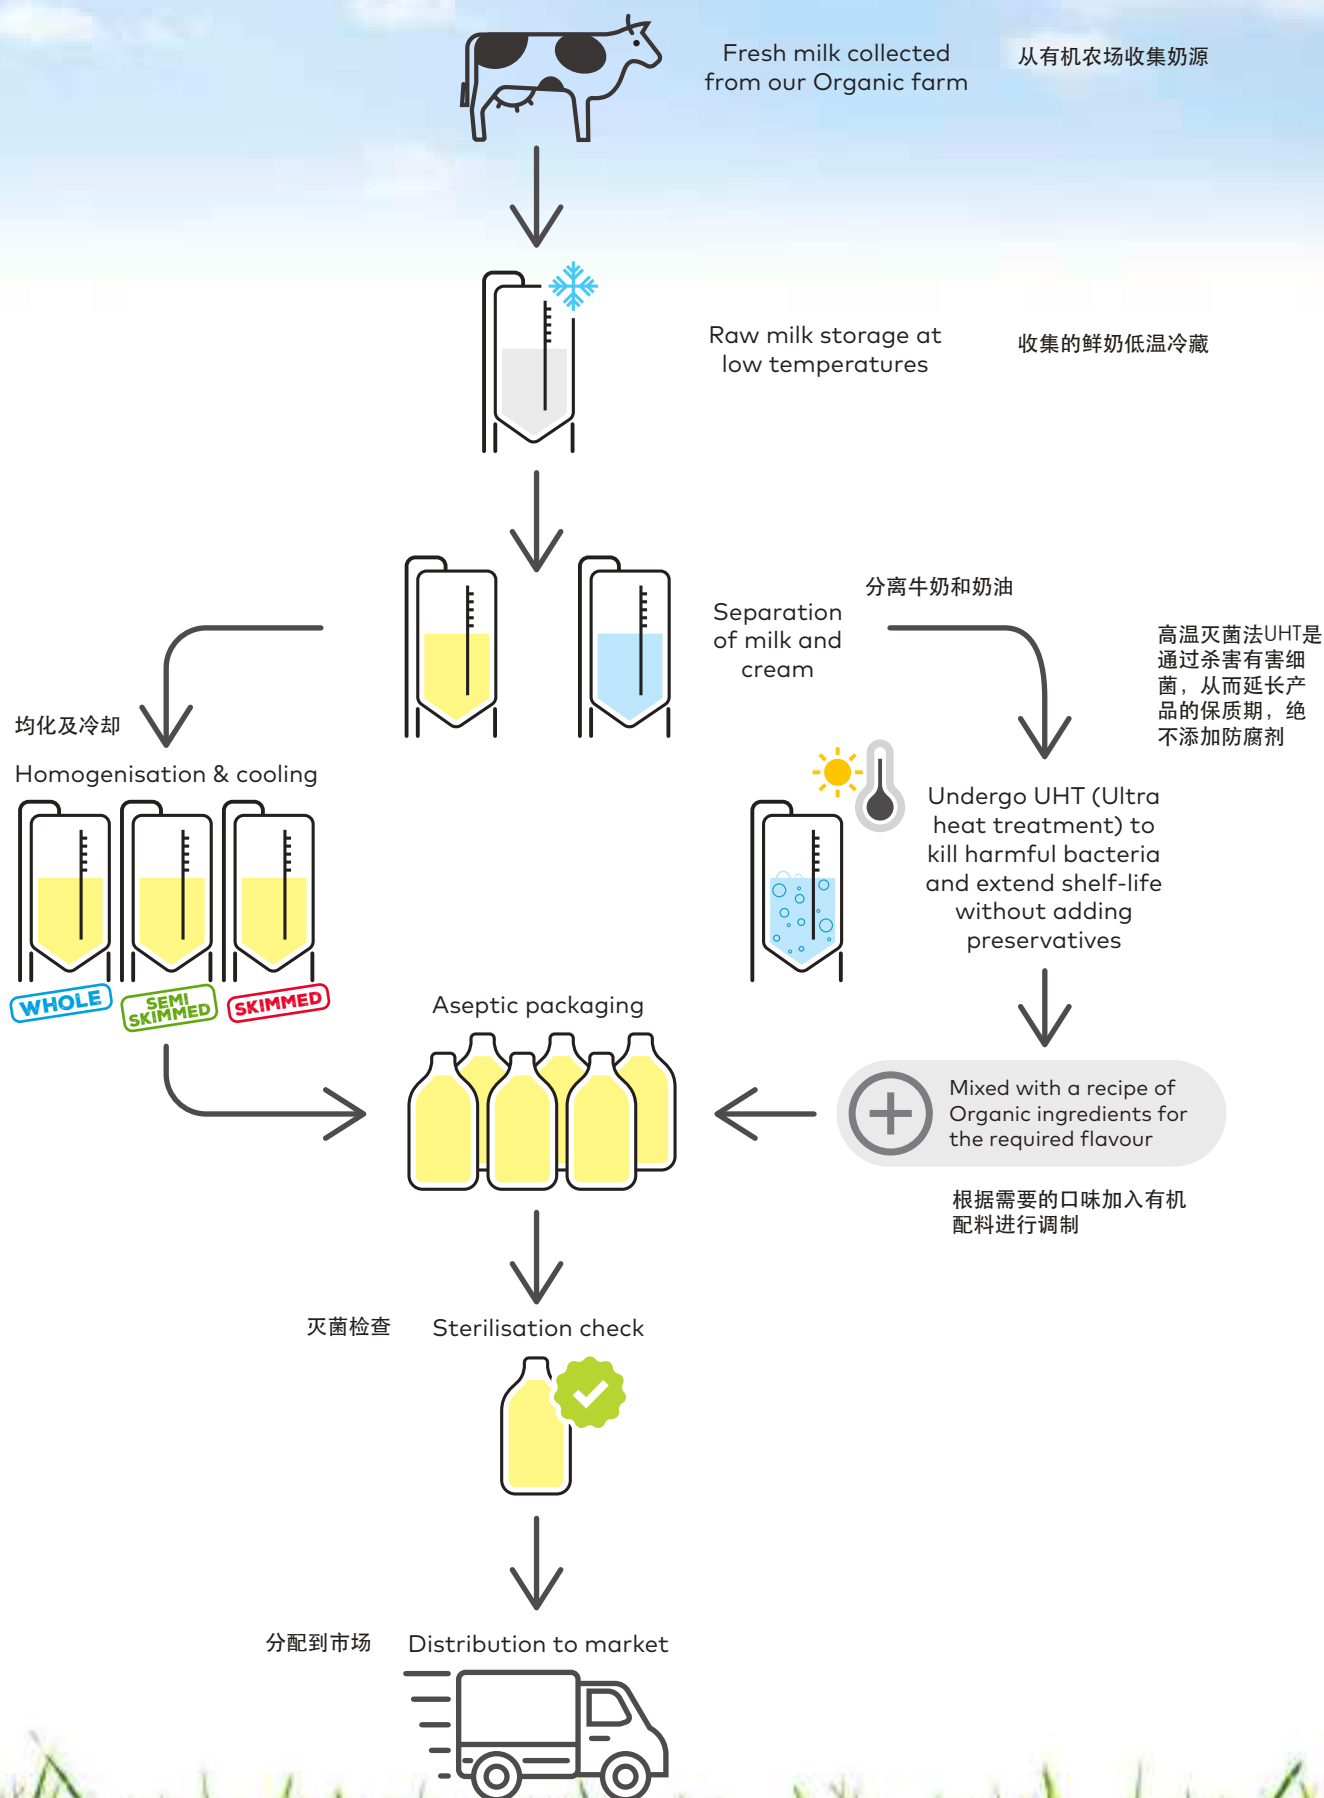 Fresh milk collected
from our Organic farm
从有机农场收集奶源
Raw milk storage at
low temperatures
收集的鲜奶低温冷藏
分离牛奶和奶油
Separation
of milk and
cream
高温灭菌法UHT是
通过杀害有害细
菌，从而延长产
品的保质期，绝
不添加防腐剂
均化及冷却
Homogenisation & cooling
WHOLE
SEMI
SKIMMED
SKIMMED
Undergo UHT (Ultra
heat treatment) to
kill harmful bacteria
and extend shelf-life
without adding
preservatives
Aseptic packaging
Mixed with a recipe of
Organic ingredients for
the required flavour
根据需要的口味加入有机
配料进行调制
灭菌检查
Sterilisation check
分配到市场
Distribution to market